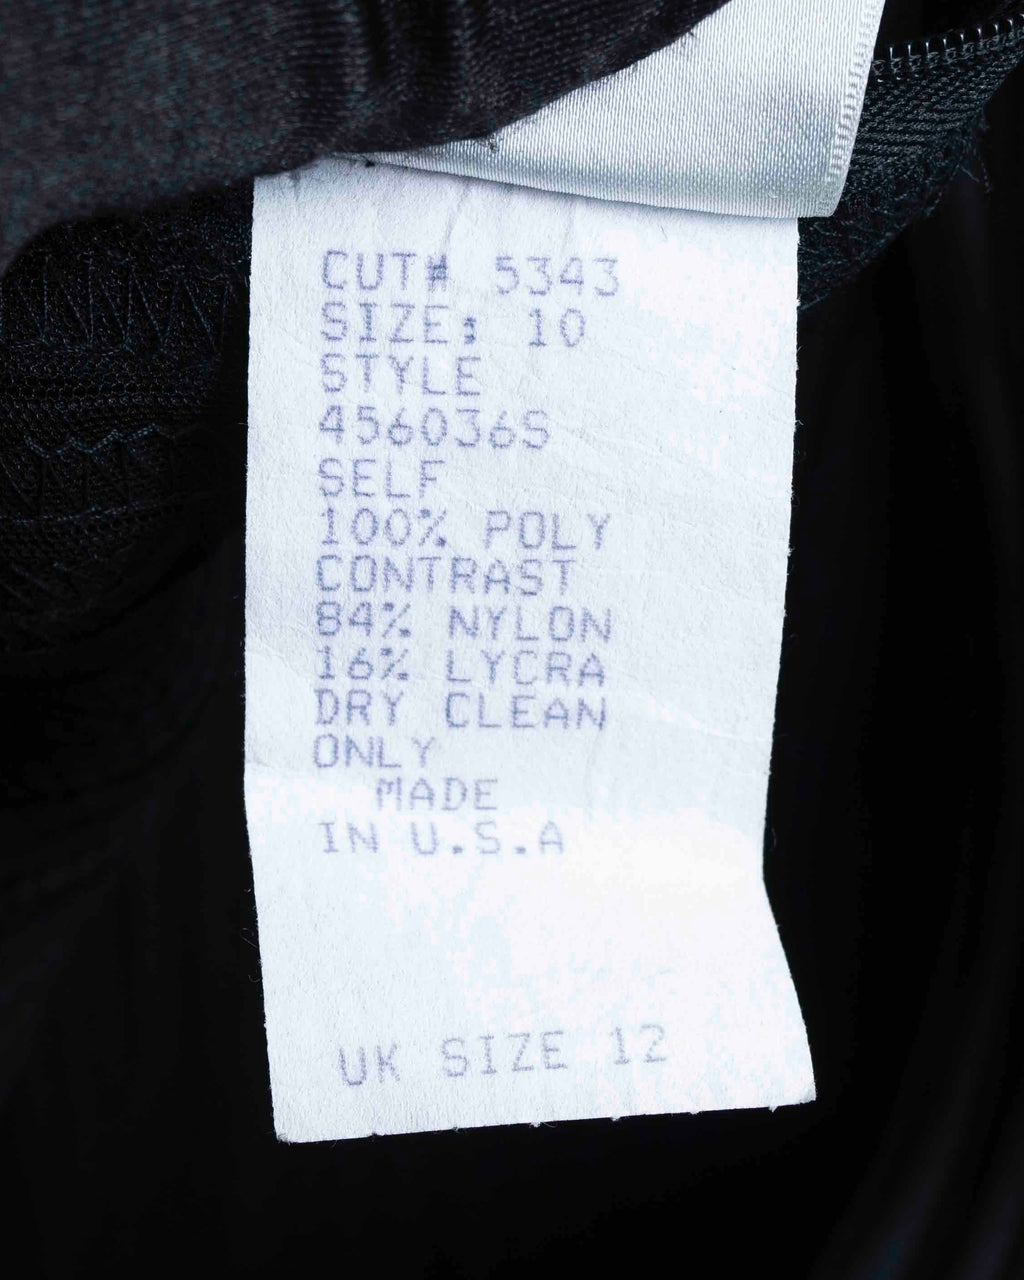 CUT# 5343
SIZE: 10
STYLE
456036S
SELF
100% POLY
CONTRAST
84% NYLON
16% LYCRA
DRY CLEAN
ONLY
MADE
IN U.S.A
UK SIZE 12